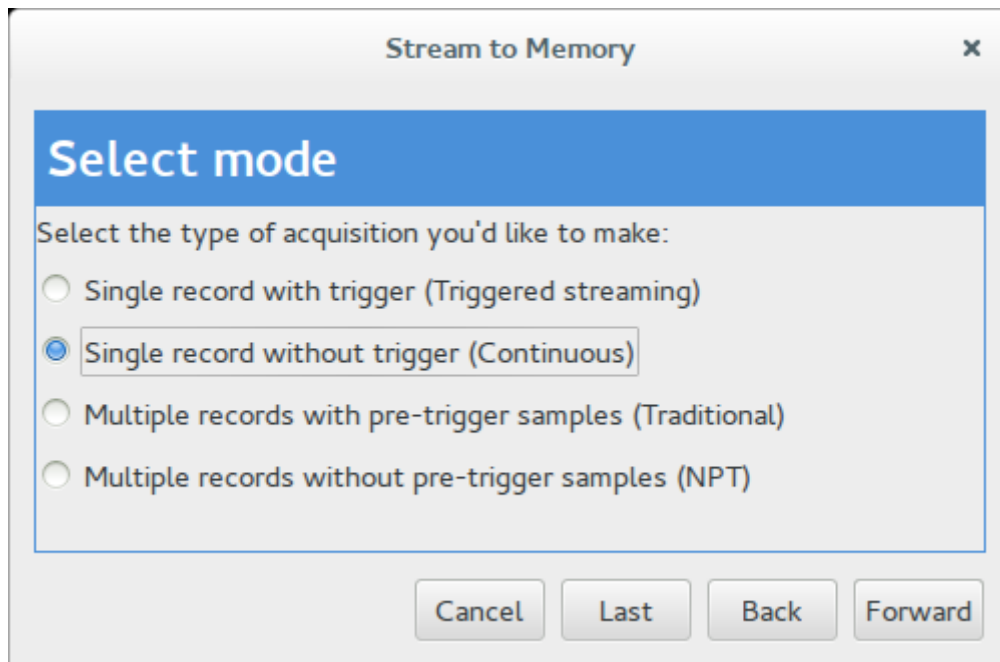 Stream to Memory
Select mode
Select the type of acquisition you'd like to make:
Single record with trigger (Triggered streaming)
Single record without trigger (Continuous)
Multiple records with pre-trigger samples (Traditional)
Multiple records without pre-trigger samples (NPT)
Cancel Last Back Forward